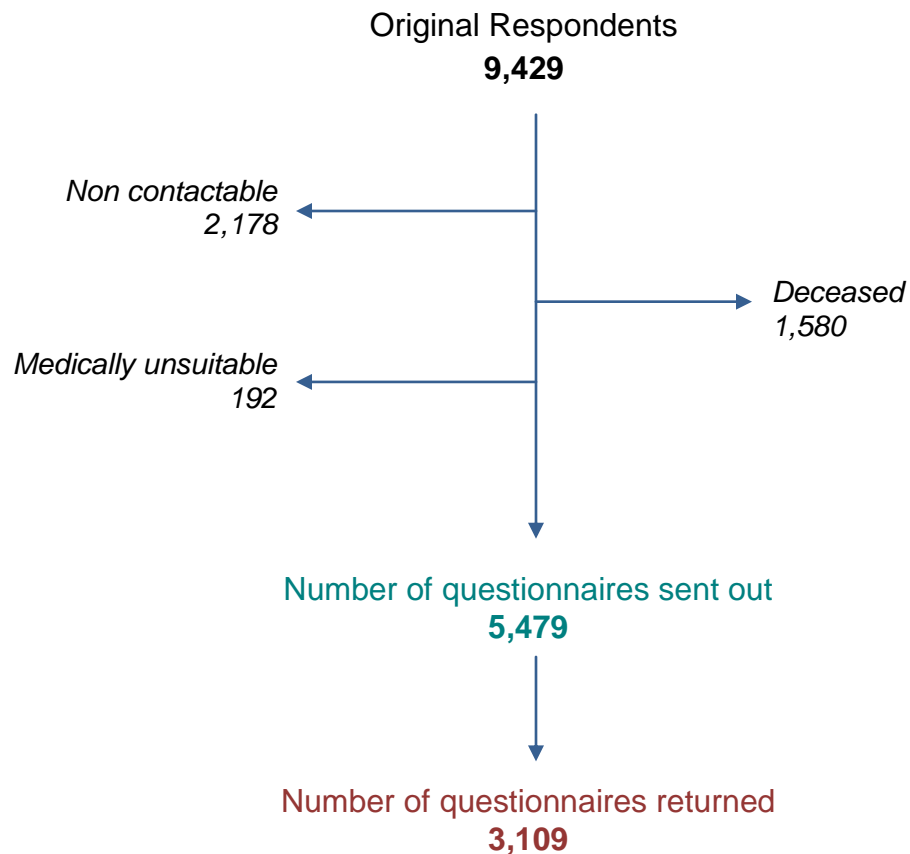 Original Respondents
9,429
Non contactable
2,178
Deceased
1,580
Medically unsuitable
192
Number of questionnaires sent out
5,479
Number of questionnaires returned
3,109